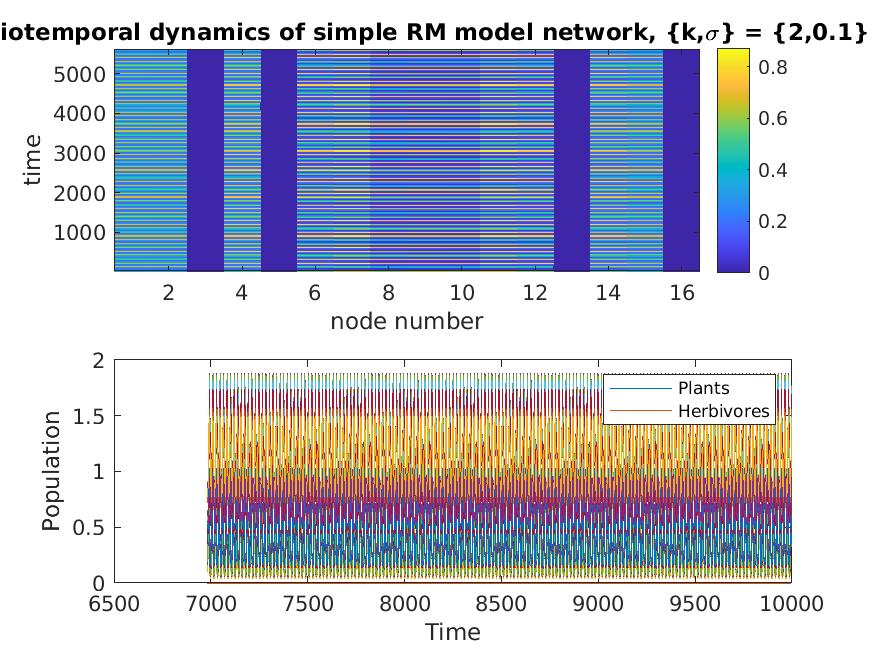 iotemporal dynamics of simple RM model network, {k,σ} = {2,0.1}
5000
4000
3000
2000
1000
time
2 4 6 8 10 12 14 16
node number
0.8
0.6
0.4
0.2
0
2
1.5
1
0.5
0
Population
Plants
Herbivores
6500 7000 7500 8000 8500 9000 9500 10000
Time